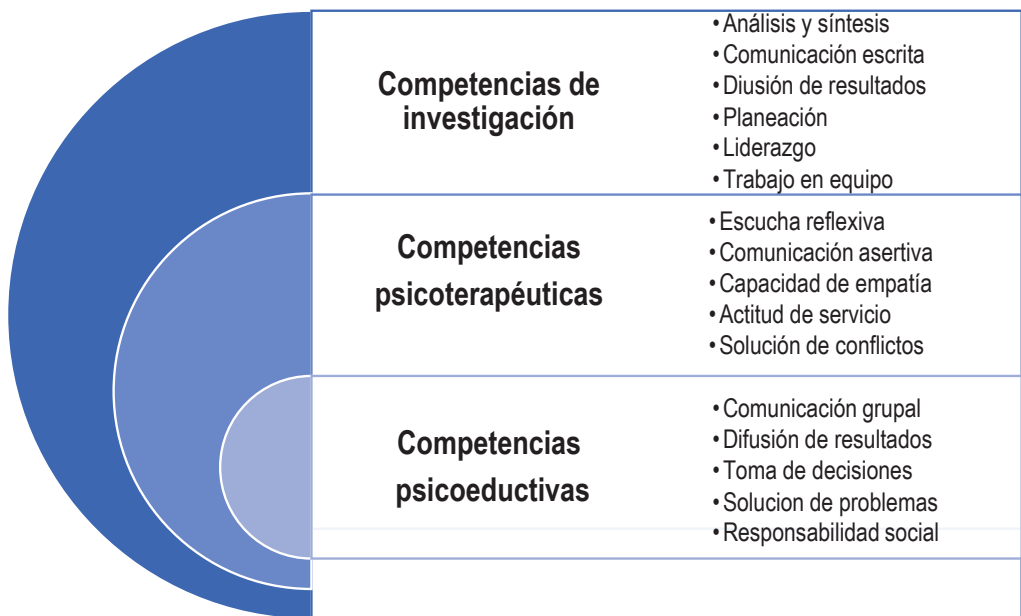 Competencias de
investigación
•Análisis y síntesis
•Comunicación escrita
•Diusión de resultados
•Planeación
•Liderazgo
•Trabajo en equipo
Competencias
psicoterapéuticas
•Escucha reflexiva
•Comunicación asertiva
•Capacidad de empatía
•Actitud de servicio
•Solución de conflictos
Competencias
psicoeductivas
•Comunicación grupal
•Difusión de resultados
•Toma de decisiones
•Solucion de problemas
•Responsabilidad social